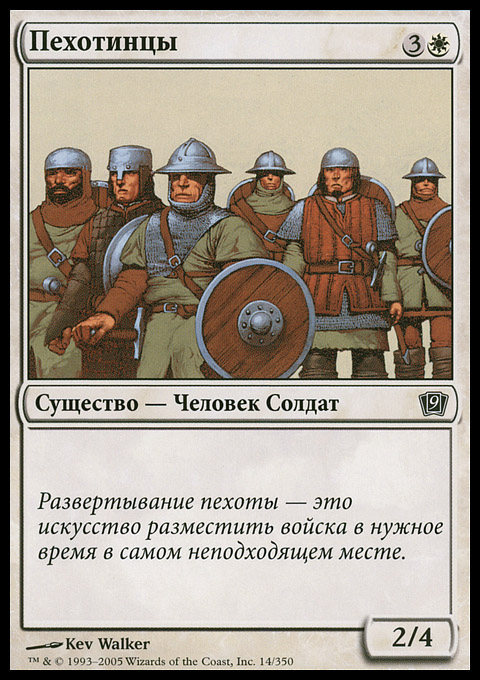 Пехотинцы
3
Существо — Человек Солдат
9
Развертывание пехоты — это
искусство разместить войска в нужное
время в самом неподходящем месте.
Kev Walker
2/4
™ & © 1993–2005 Wizards of the Coast, Inc. 14/350